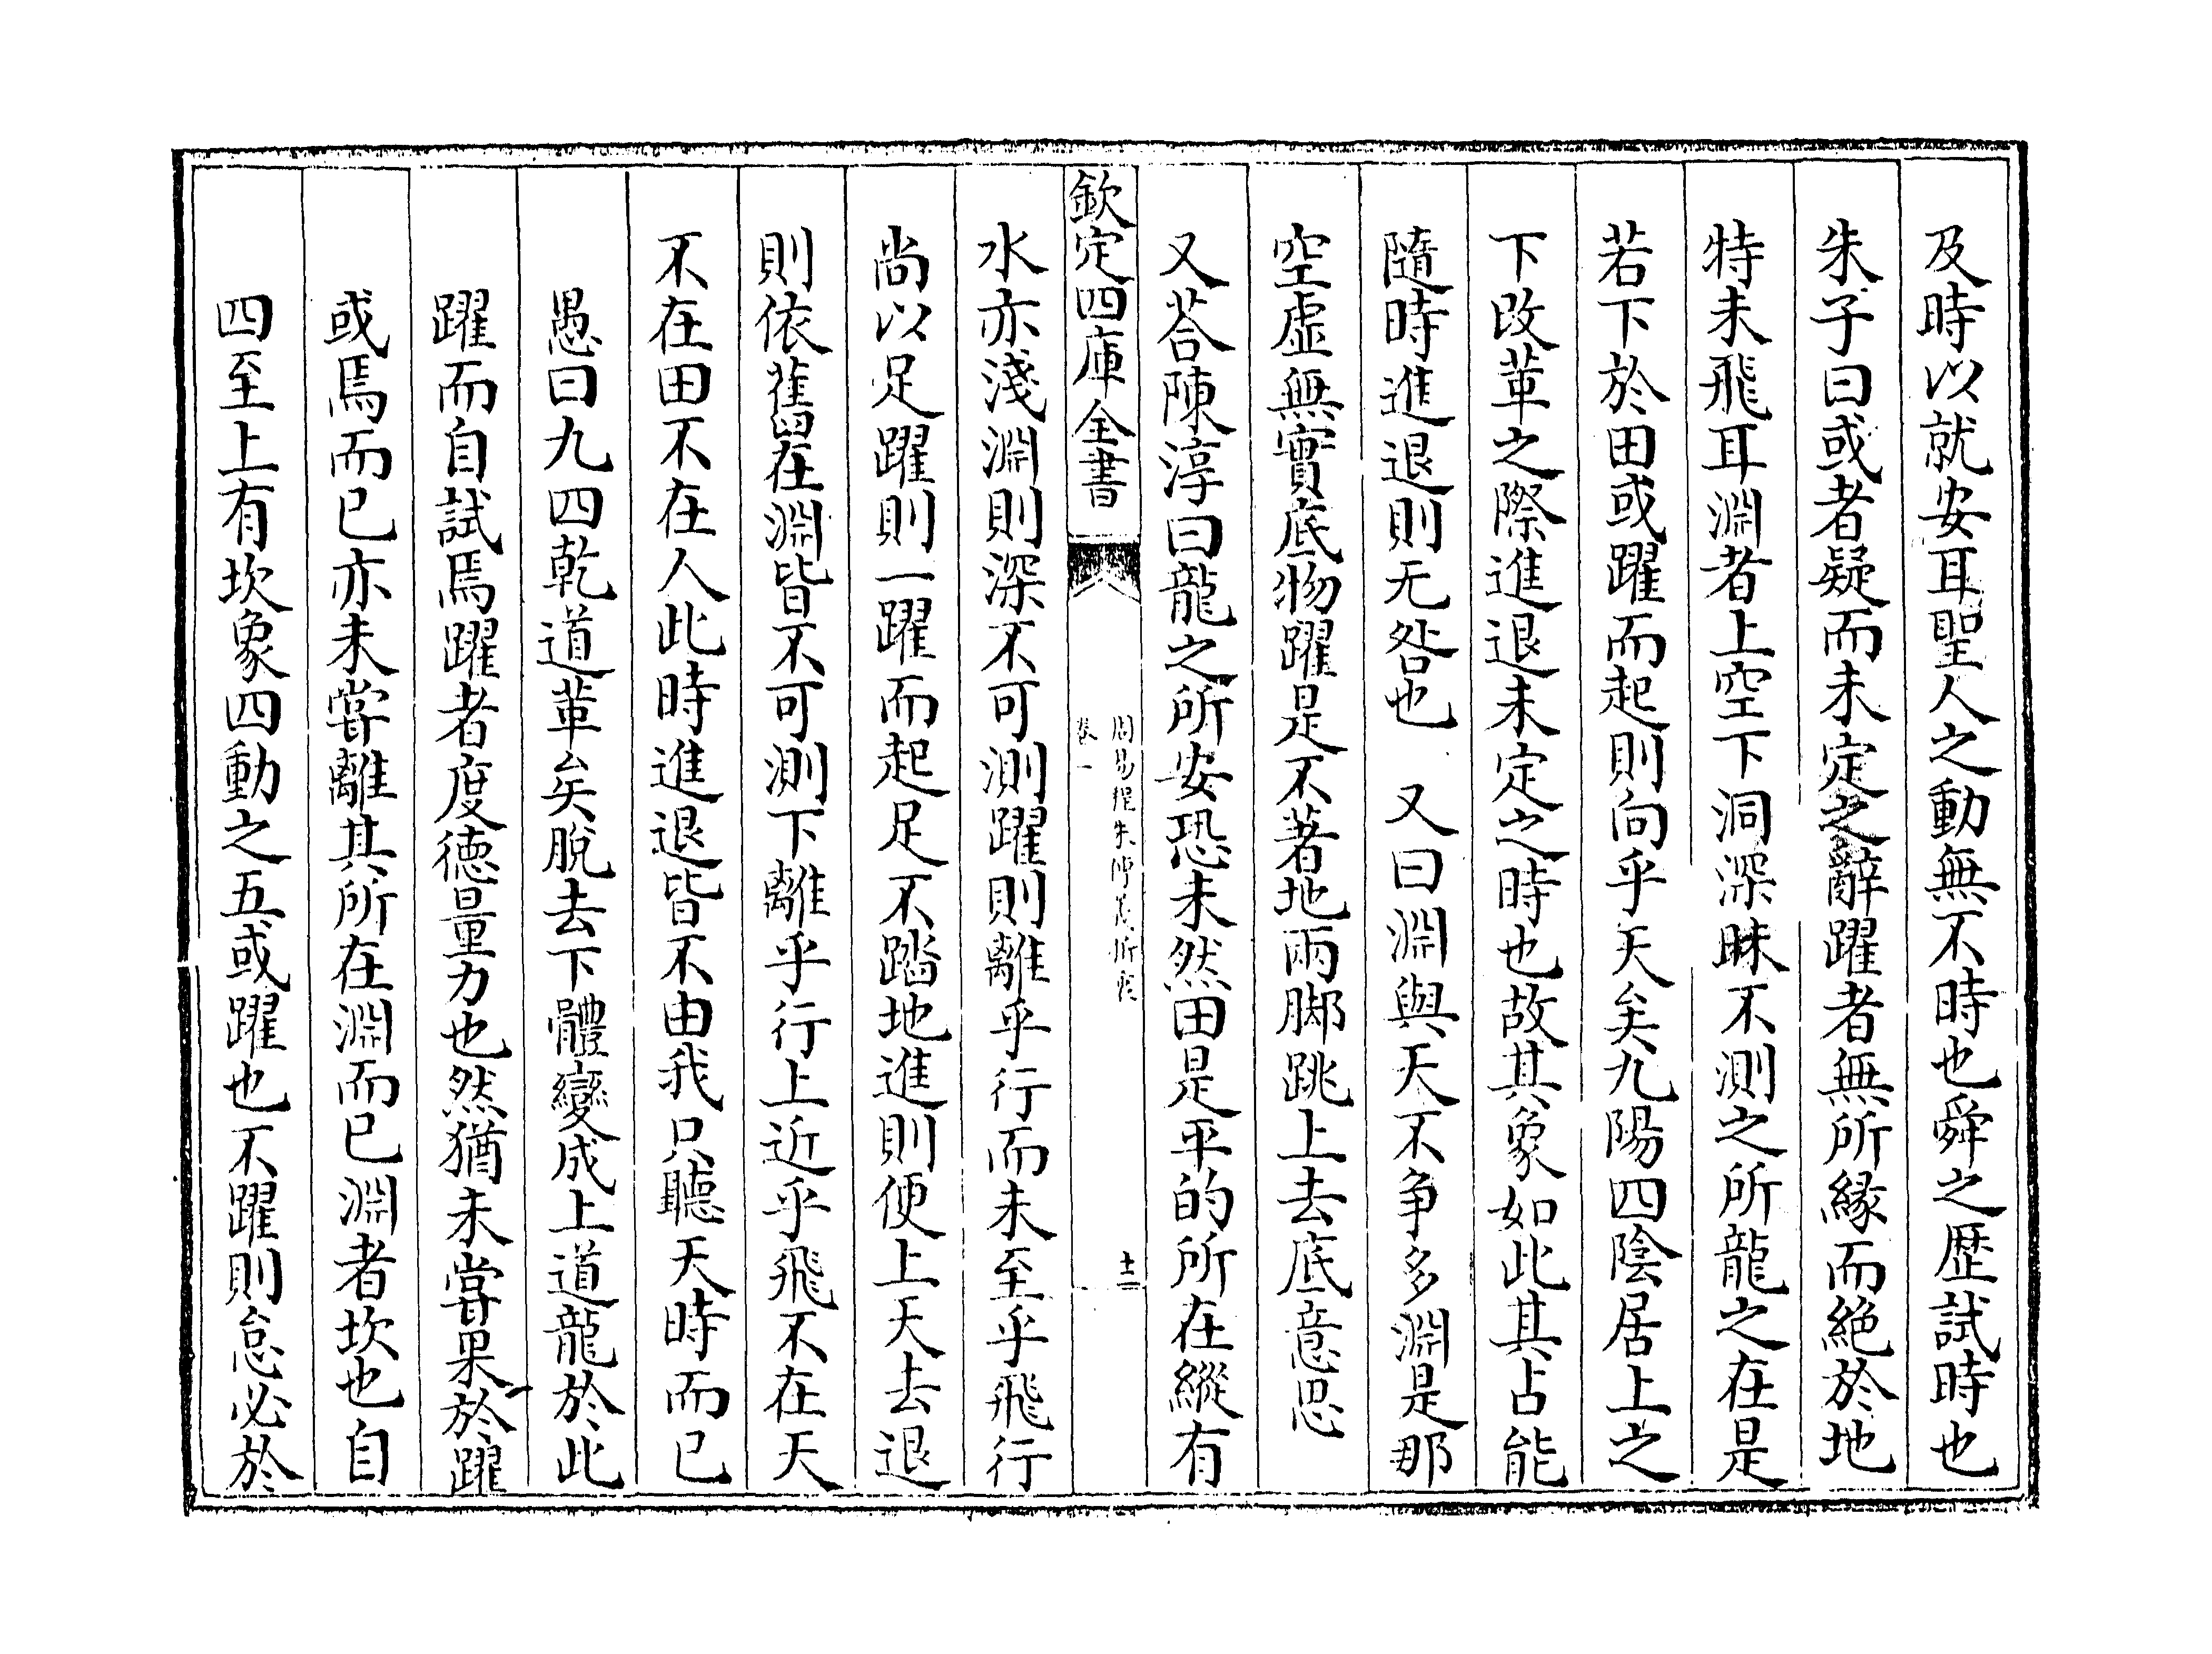 及時以就安耳聖人之動無不時也舜之歴試時也
朱子曰或者疑而未定之辭躍者無所縁而絶於地
特未飛耳淵者上空下洞深昧不測之所龍之在是
若下於田或躍而起則向乎天矣九陽四陰居上之
下改革之際進退未定之時也故其象如此其占能
隨時進退則无咎也 又曰淵與天不争多淵是那
空虚無實底物躍是不著地兩脚跳上去底意思
又荅陳淳曰龍之所安恐未然田是平的所在縱有
欽定四庫全書
周易程朱傳義折衷
卷一
十二
水亦淺淵則深不可測躍則離乎行而未至乎飛行
尚以足躍則一躍而起足不踏地進則便上天去退
則依舊在淵皆不可測下離乎行上近乎飛不在天
不在田不在人此時進退皆不由我只聽天時而已
愚曰九四乾道革矣脫去下體變成上道龍於此
躍而自試焉躍者度徳量力也然猶未嘗果於躍
或焉而已亦未嘗離其所在淵而已淵者坎也自
四至上有坎象四動之五或躍也不躍則怠必於